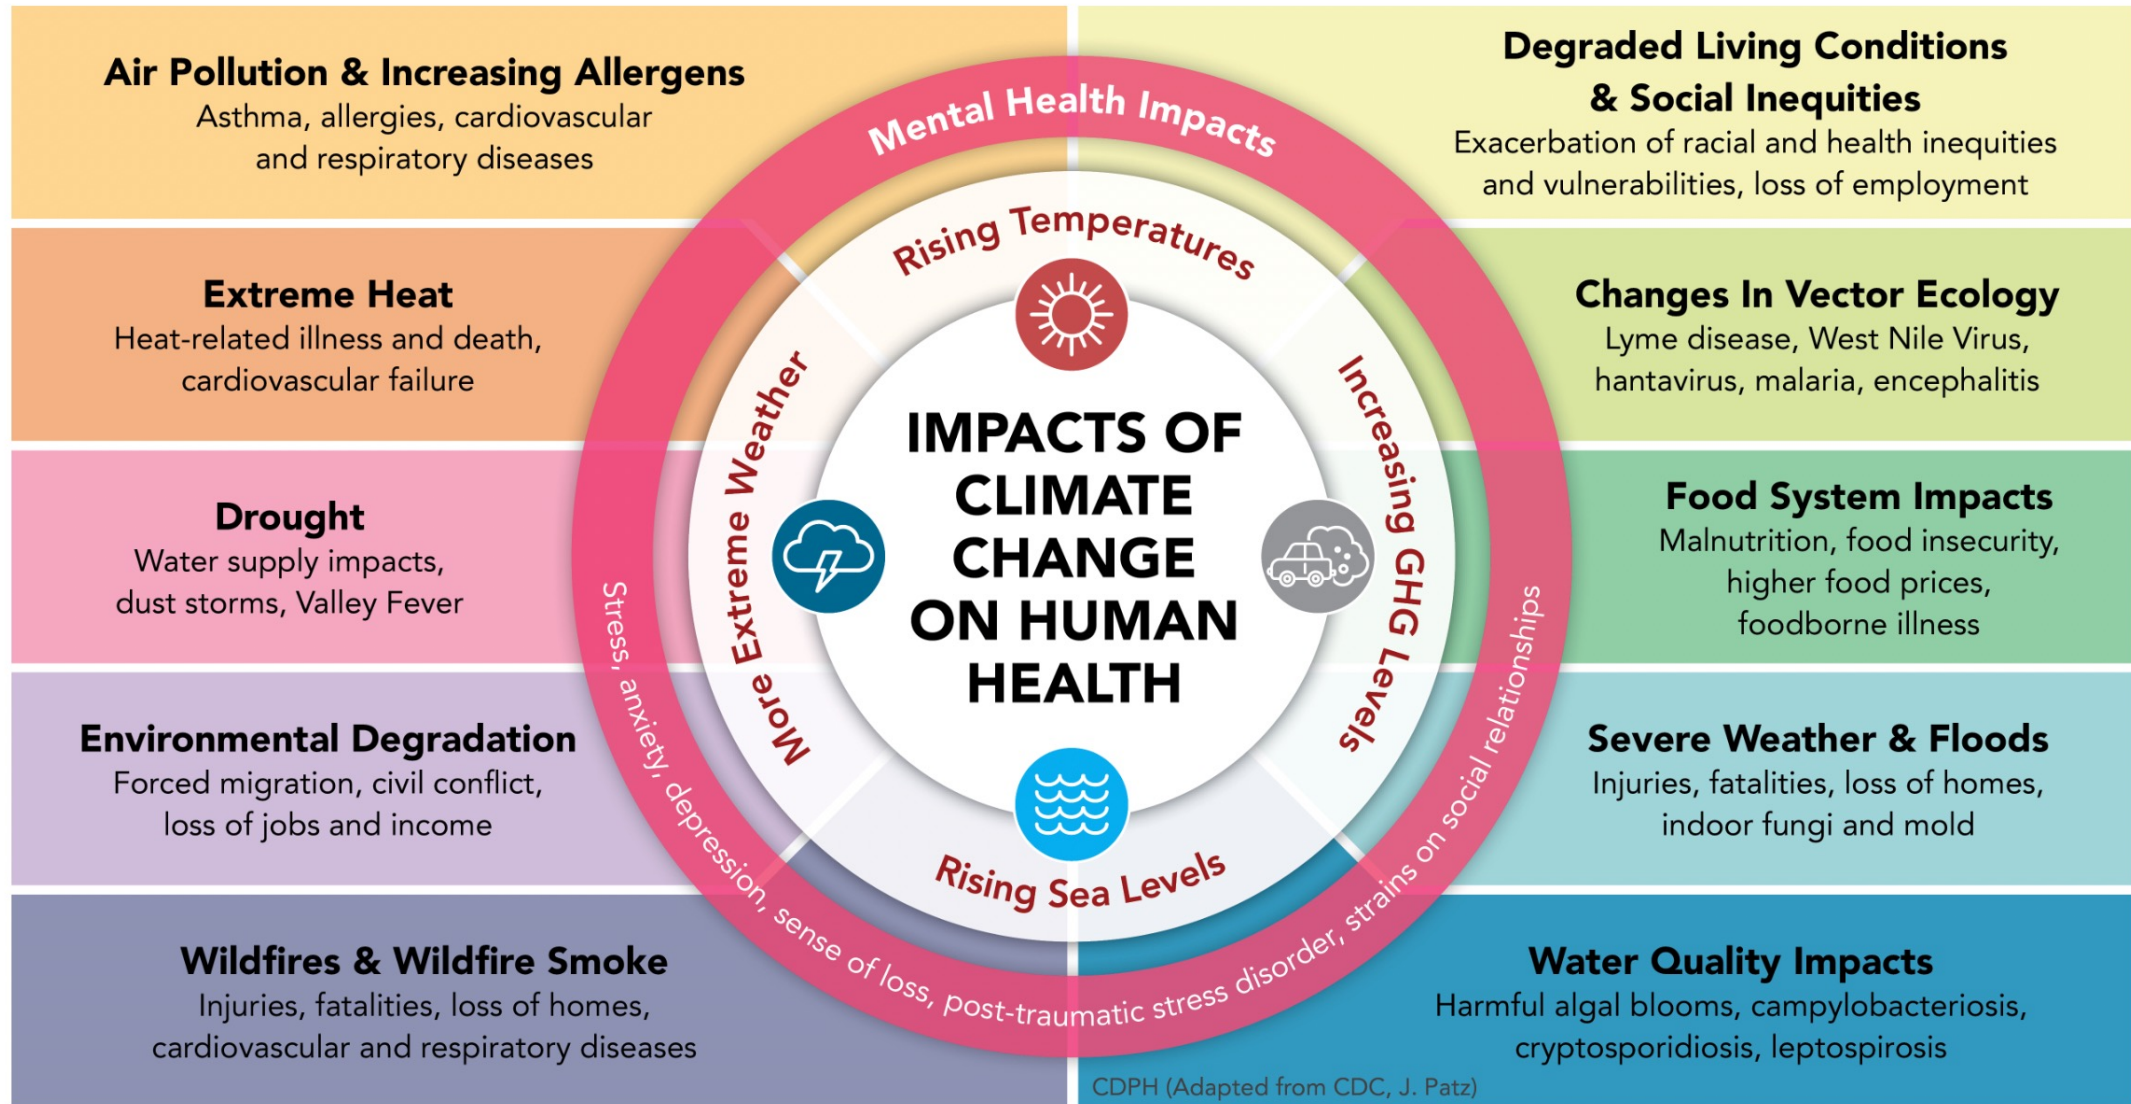 Air Pollution & Increasing Allergens
Asthma, allergies, cardiovascular
and respiratory diseases
Extreme Heat
Heat-related illness and death,
cardiovascular failure
Drought
Water supply impacts,
dust storms, Valley Fever
Environmental Degradation
Forced migration, civil conflict,
loss of jobs and income
Wildfires & Wildfire Smoke
Injuries, fatalities, loss of homes,
cardiovascular and respiratory diseases
Mental Health Impacts
Stress, anxiety, depression, sense of loss, post-traumatic stress disorder, strains on social relationships
Rising Temperatures
More Extreme Weather
Increasing GHG Levels
Rising Sea Levels
IMPACTS OF
CLIMATE
CHANGE
ON HUMAN
HEALTH
Degraded Living Conditions
& Social Inequities
Exacerbation of racial and health inequities
and vulnerabilities, loss of employment
Changes In Vector Ecology
Lyme disease, West Nile Virus,
hantavirus, malaria, encephalitis
Food System Impacts
Malnutrition, food insecurity,
higher food prices,
foodborne illness
Severe Weather & Floods
Injuries, fatalities, loss of homes,
indoor fungi and mold
Water Quality Impacts
Harmful algal blooms, campylobacteriosis,
cryptosporidiosis, leptospirosis
CDPH (Adapted from CDC, J. Patz)